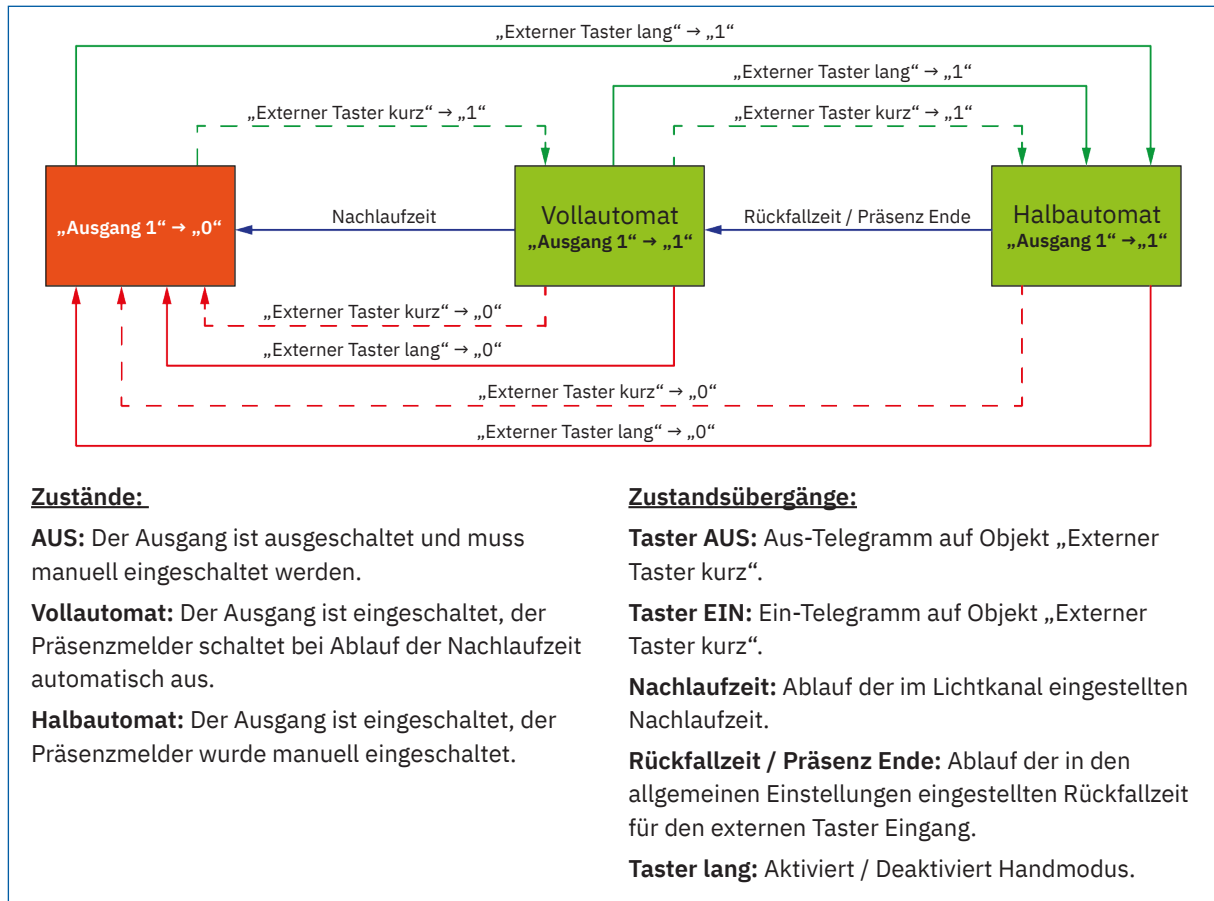 „Externer Taster lang“ → „1“
„Externer Taster lang“ → „1“
„Externer Taster kurz“ → „1“
„Externer Taster kurz“ → „1“
„Ausgang 1“ → „0“
Nachlaufzeit
Vollautomat
„Ausgang 1“ → „1“
Rückfallzeit / Präsenz Ende
Halbautomat
„Ausgang 1“ →„1“
„Externer Taster kurz“ → „0“
„Externer Taster lang“ → „0“
„Externer Taster kurz“ → „0“
„Externer Taster lang“ → „0“
Zustände:
AUS: Der Ausgang ist ausgeschaltet und muss
manuell eingeschaltet werden.
Vollautomat: Der Ausgang ist eingeschaltet, der
Präsenzmelder schaltet bei Ablauf der Nachlaufzeit
automatisch aus.
Halbautomat: Der Ausgang ist eingeschaltet, der
Präsenzmelder wurde manuell eingeschaltet.
Zustandsübergänge:
Taster AUS: Aus-Telegramm auf Objekt „Externer
Taster kurz“.
Taster EIN: Ein-Telegramm auf Objekt „Externer
Taster kurz“.
Nachlaufzeit: Ablauf der im Lichtkanal eingestellten
Nachlaufzeit.
Rückfallzeit / Präsenz Ende: Ablauf der in den
allgemeinen Einstellungen eingestellten Rückfallzeit
für den externen Taster Eingang.
Taster lang: Aktiviert / Deaktiviert Handmodus.